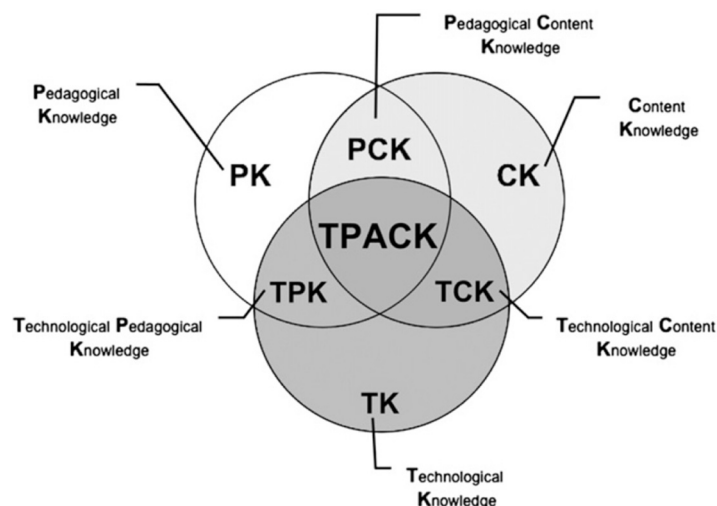 Pedagogical Content
Knowledge
Pedagogical
Knowledge
Content
Knowledge
PCK
PK
CK
TPACK
TPK
TCK
Technological Pedagogical
Knowledge
Technological Content
Knowledge
TK
Technological
Knowledge